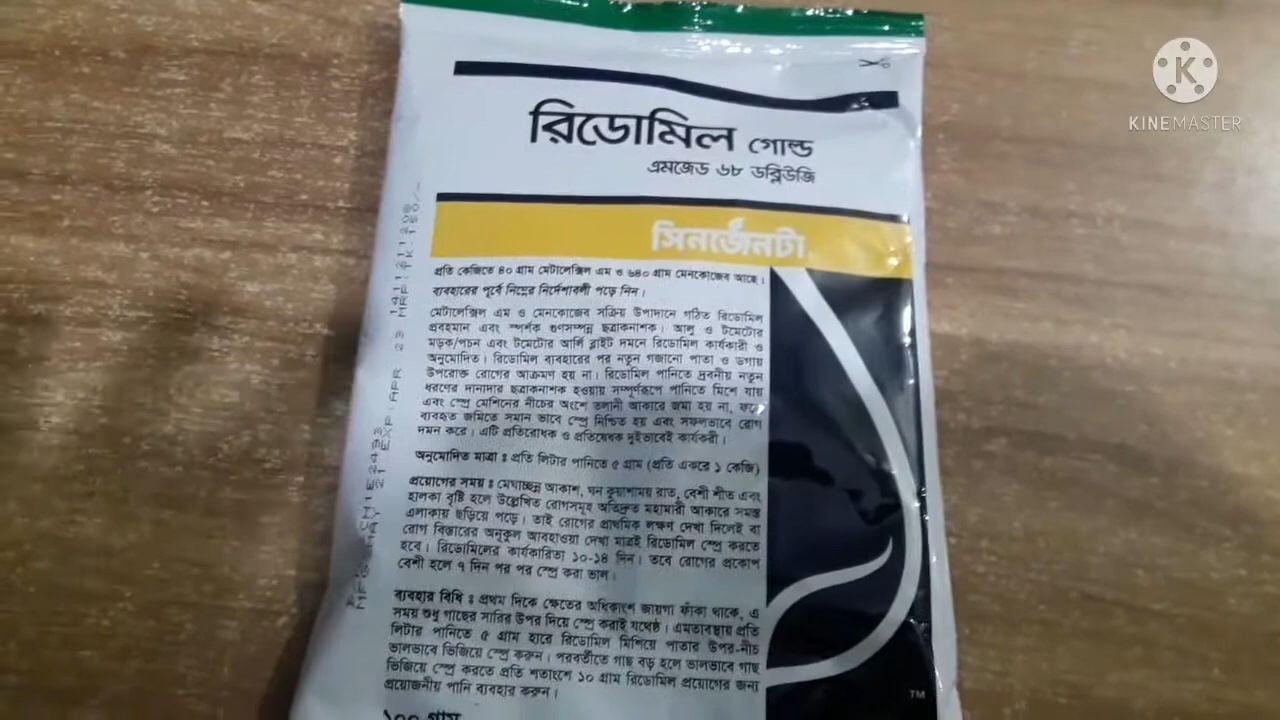 রিডোমিল গোল্ড
এমজেড ৬৮ ডব্লিউজি
সিনজেনটা
প্রতি কেজিতে ৪০ গ্রাম মেটালেক্সিল এম ও ৬৪০ গ্রাম মেনকোজেব আছে।
ব্যবহারের পূর্বে নিম্নের নির্দেশাবলী পড়ে নিন।
মেটালেক্সিল এম ও মেনকোজেব সক্রিয় উপাদানে গঠিত রিডোমিল
প্রবহমান এবং স্পর্শক গুণসম্পন্ন ছত্রাকনাশক। আলু ও টমেটোর
মড়ক/পচন এবং টমেটোর আর্লি ব্লাইট দমনে রিডোমিল কার্যকারী ও
অনুমোদিত। রিডোমিল ব্যবহারের পর নতুন গজানো পাতা ও ডগায়
উপরোক্ত রোগের আক্রমণ হয় না। রিডোমিল পানিতে দ্রবনীয় নতুন
ধরণের দানাদার ছত্রাকনাশক হওয়ায় সম্পূর্ণরূপে পানিতে মিশে যায়
এবং স্প্রে মেশিনের নীচের অংশে তলানী আকারে জমা হয় না, ফলে
ব্যবহৃত জমিতে সমান ভাবে স্প্রে নিশ্চিত হয় এবং সফলভাবে রোগ
দমন করে। এটি প্রতিরোধক ও প্রতিষেধক দুইভাবেই কার্যকরী।
অনুমোদিত মাত্রা ঃ প্রতি লিটার পানিতে ৫ গ্রাম (প্রতি একরে ১ কেজি)
প্রয়োগের সময় ঃ মেঘাচ্ছন্ন আকাশ, ঘন কুয়াশাময় রাত, বেশী শীত এবং
হালকা বৃষ্টি হলে উল্লেখিত রোগসমূহ অতিদ্রুত মহামারী আকারে সমস্ত
এলাকায় ছড়িয়ে পড়ে। তাই রোগের প্রাথমিক লক্ষণ দেখা দিলেই বা
রোগ বিস্তারের অনুকুল আবহাওয়া দেখা মাত্রই রিডোমিল স্প্রে করতে
হবে। রিডোমিলের কার্যকারিতা ১০-১৪ দিন। তবে রোগের প্রকোপ
বেশী হলে ৭ দিন পর পর স্প্রে করা ভাল।
ব্যবহার বিধি ঃ প্রথম দিকে ক্ষেতের অধিকাংশ জায়গা ফাঁকা থাকে, এ
সময় শুধু গাছের সারির উপর দিয়ে স্প্রে করাই যথেষ্ঠ। এমতাবস্থায় প্রতি
লিটার পানিতে ৫ গ্রাম হারে রিডোমিল মিশিয়ে পাতার উপর-নীচ
ভালভাবে ভিজিয়ে স্প্রে করুন। পরবর্তীতে গাছ বড় হলে ভালভাবে গাছ
ভিজিয়ে স্প্রে করতে প্রতি শতাংশে ১০ গ্রাম রিডোমিল প্রয়োগের জন্য
প্রয়োজনীয় পানি ব্যবহার করুন।
১০০ গ্রাম
TM
KINEMASTER